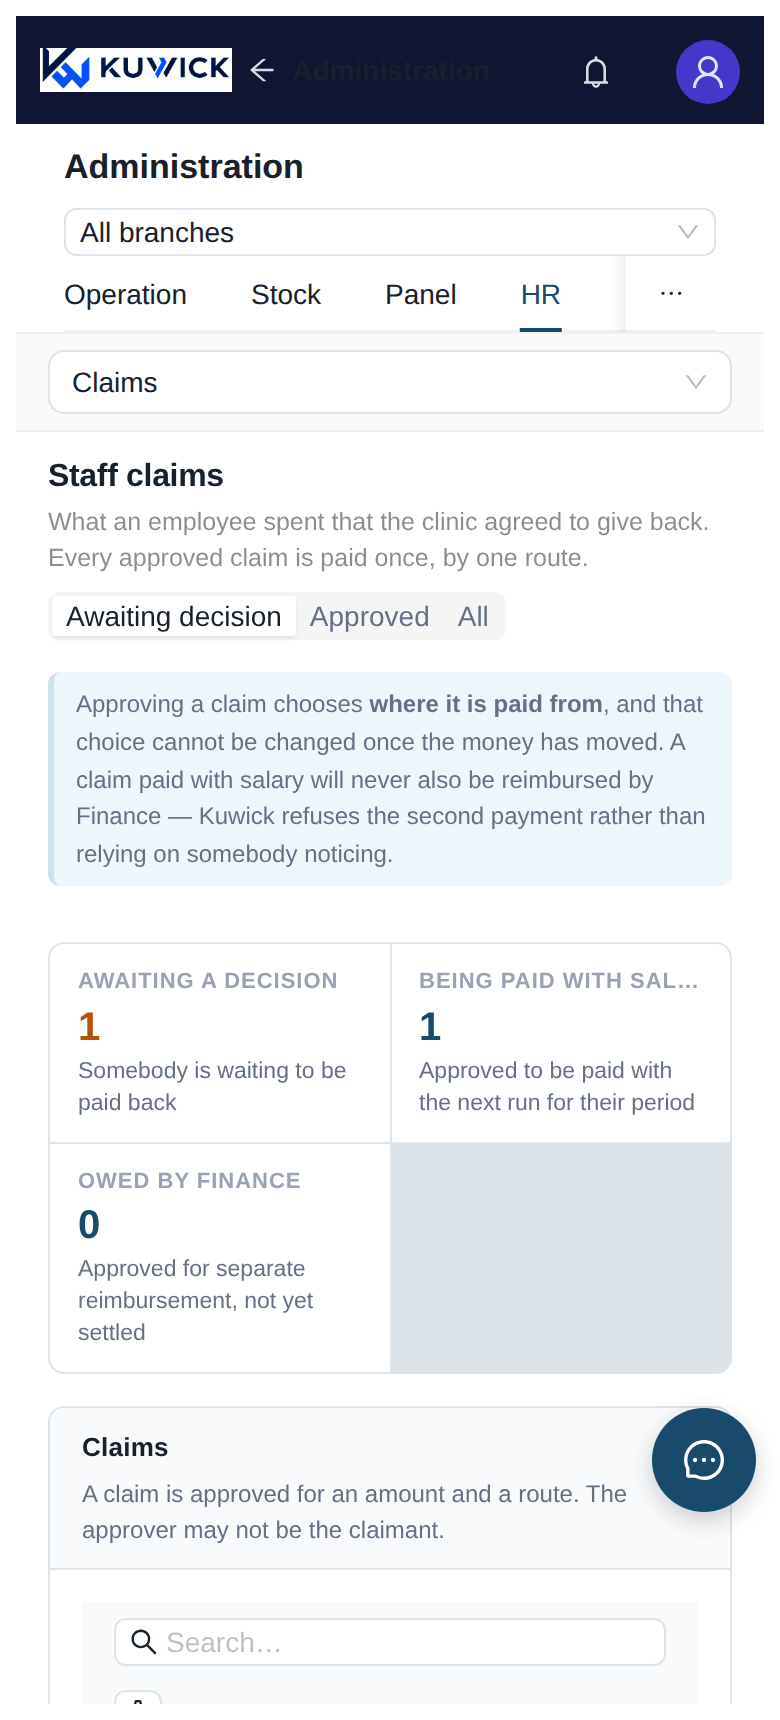 KUWICK
Administration
Administration
All branches
Operation Stock Panel HR ...
Claims
Staff claims
What an employee spent that the clinic agreed to give back.
Every approved claim is paid once, by one route.
Awaiting decision Approved All
Approving a claim chooses where it is paid from, and that
choice cannot be changed once the money has moved. A
claim paid with salary will never also be reimbursed by
Finance — Kuwick refuses the second payment rather than
relying on somebody noticing.
AWAITING A DECISION
1
Somebody is waiting to be
paid back
BEING PAID WITH SAL...
1
Approved to be paid with
the next run for their period
OWED BY FINANCE
0
Approved for separate
reimbursement, not yet
settled
Claims
A claim is approved for an amount and a route. The
approver may not be the claimant.
Search...